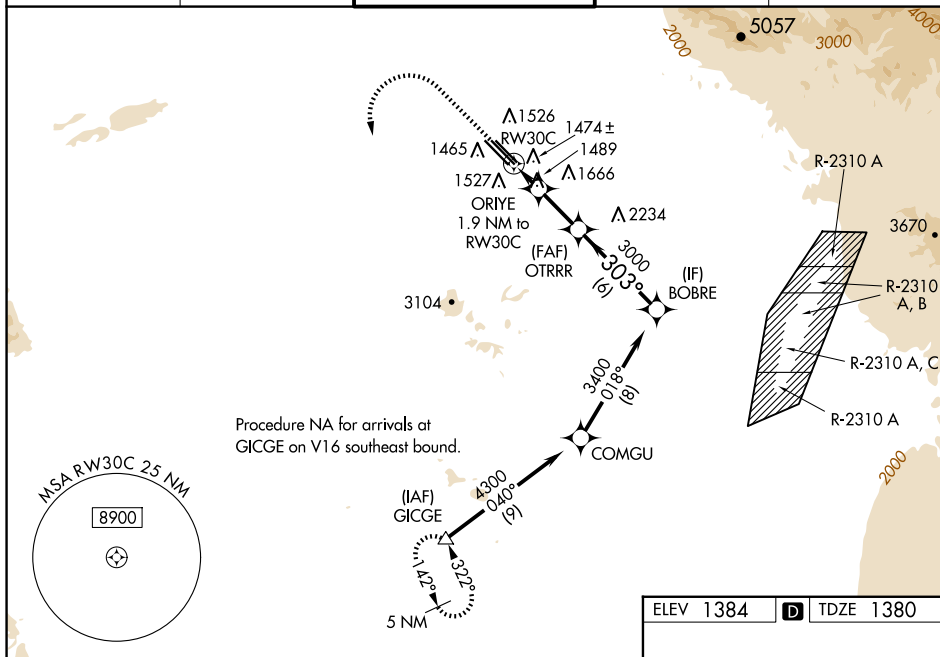 5057
4000
2000
3000
1526
RW30C
1474±
1465
1489
1527
1666
R-2310 A
ORIYE
1.9 NM to
RW30C
2234
3670
(FAF)
OTRRR
3000
303°
(6)
(IF)
BOBRE
R-2310
A, B
3104
R-2310 A, C
3400
018°
(8)
R-2310 A
Procedure NA for arrivals at
GICGE on V16 southeast bound.
COMGU
2000
MSA RW30C 25 NM
8900
(IAF)
GICGE
4300
040°
(9)
142°
322°
5 NM
ELEV 1384 D TDZE 1380